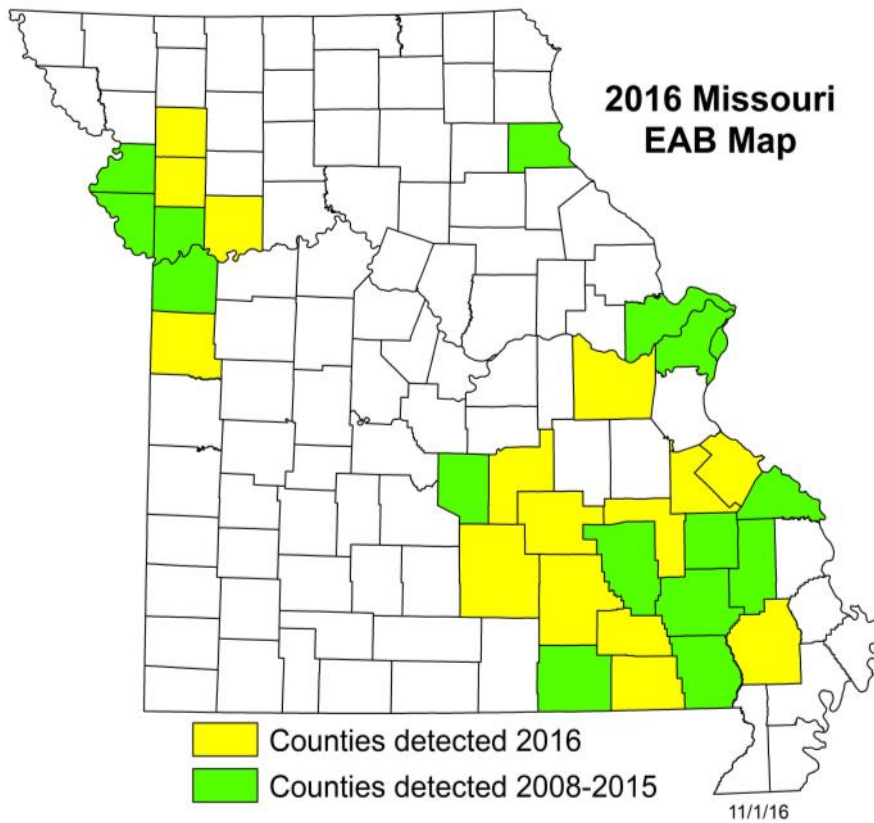 2016 Missouri
EAB Map
Counties detected 2016
Counties detected 2008-2015
11/1/16